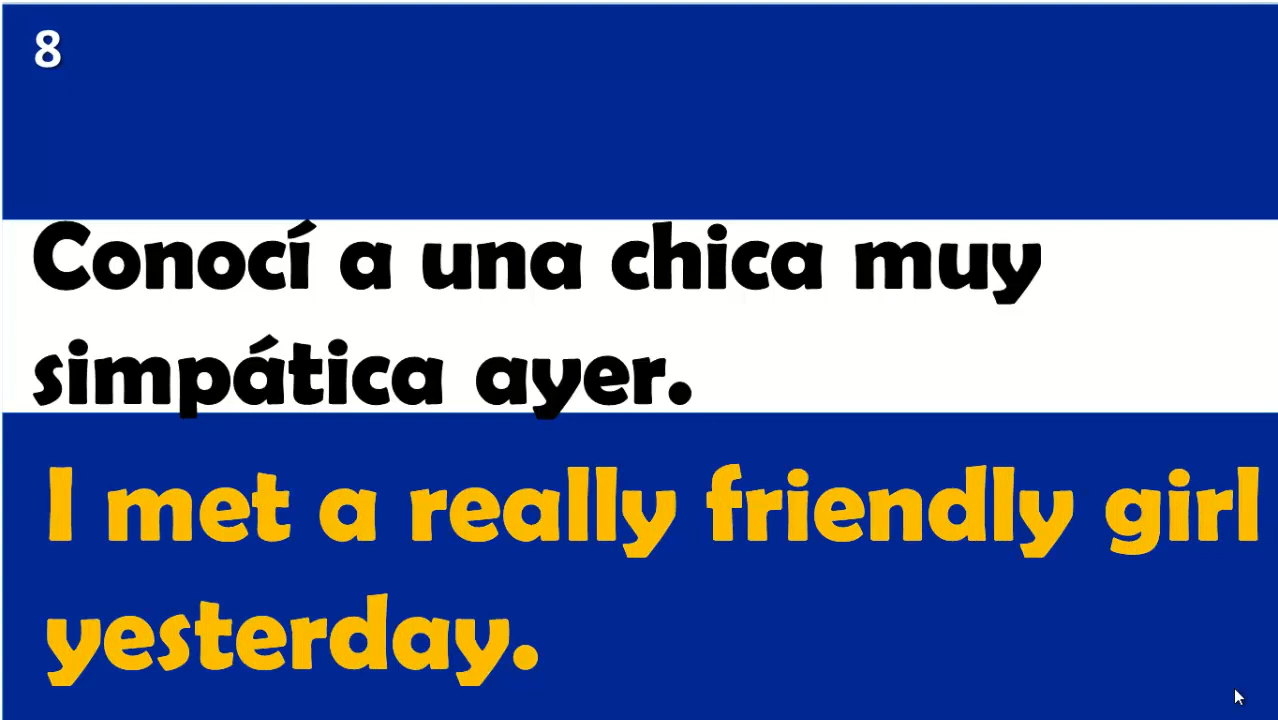 8
Conocí a una chica muy
simpática ayer.
I met a really friendly girl
yesterday.